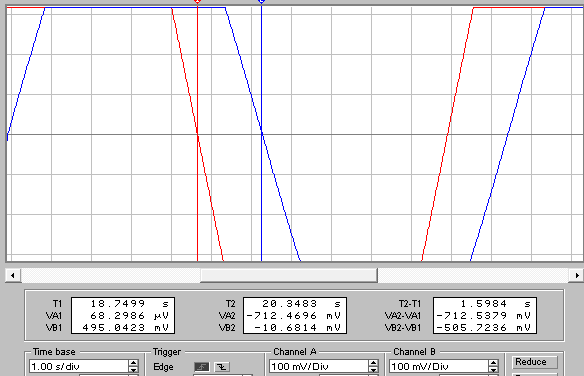 T1 18.7499 s T2 20.3483 s T2-T1 1.5984 s
VA1 68.2986 µV VA2 -712.4696 mV VA2-VA1 -712.5379 mV
VB1 495.0423 mV VB2 -10.6814 mV VB2-VB1 -505.7236 mV
Time base Trigger Channel A Channel B Reduce
1.00 s/div Edge 100 mV/Div 100 mV/Div